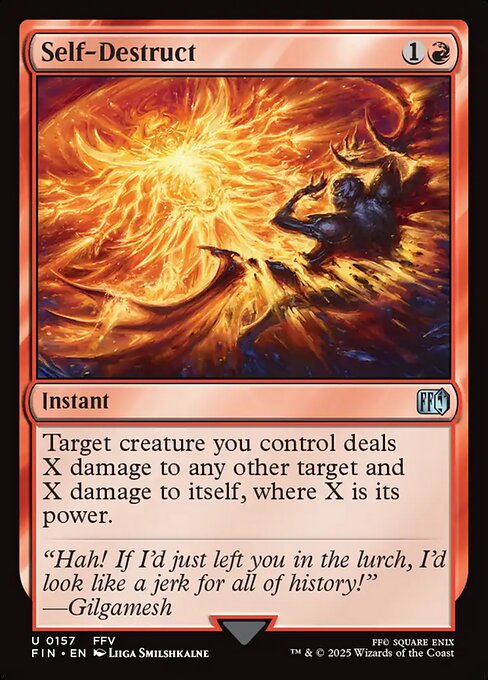 Self-Destruct 1
Instant FFV
Target creature you control deals
X damage to any other target and
X damage to itself, where X is its
power.
“Hah! If I’d just left you in the lurch, I’d
look like a jerk for all of history!”
—Gilgamesh
U 0157 FFV FF© SQUARE ENIX
FIN • EN Liiga Smilshkalne ™ & © 2025 Wizards of the Coast